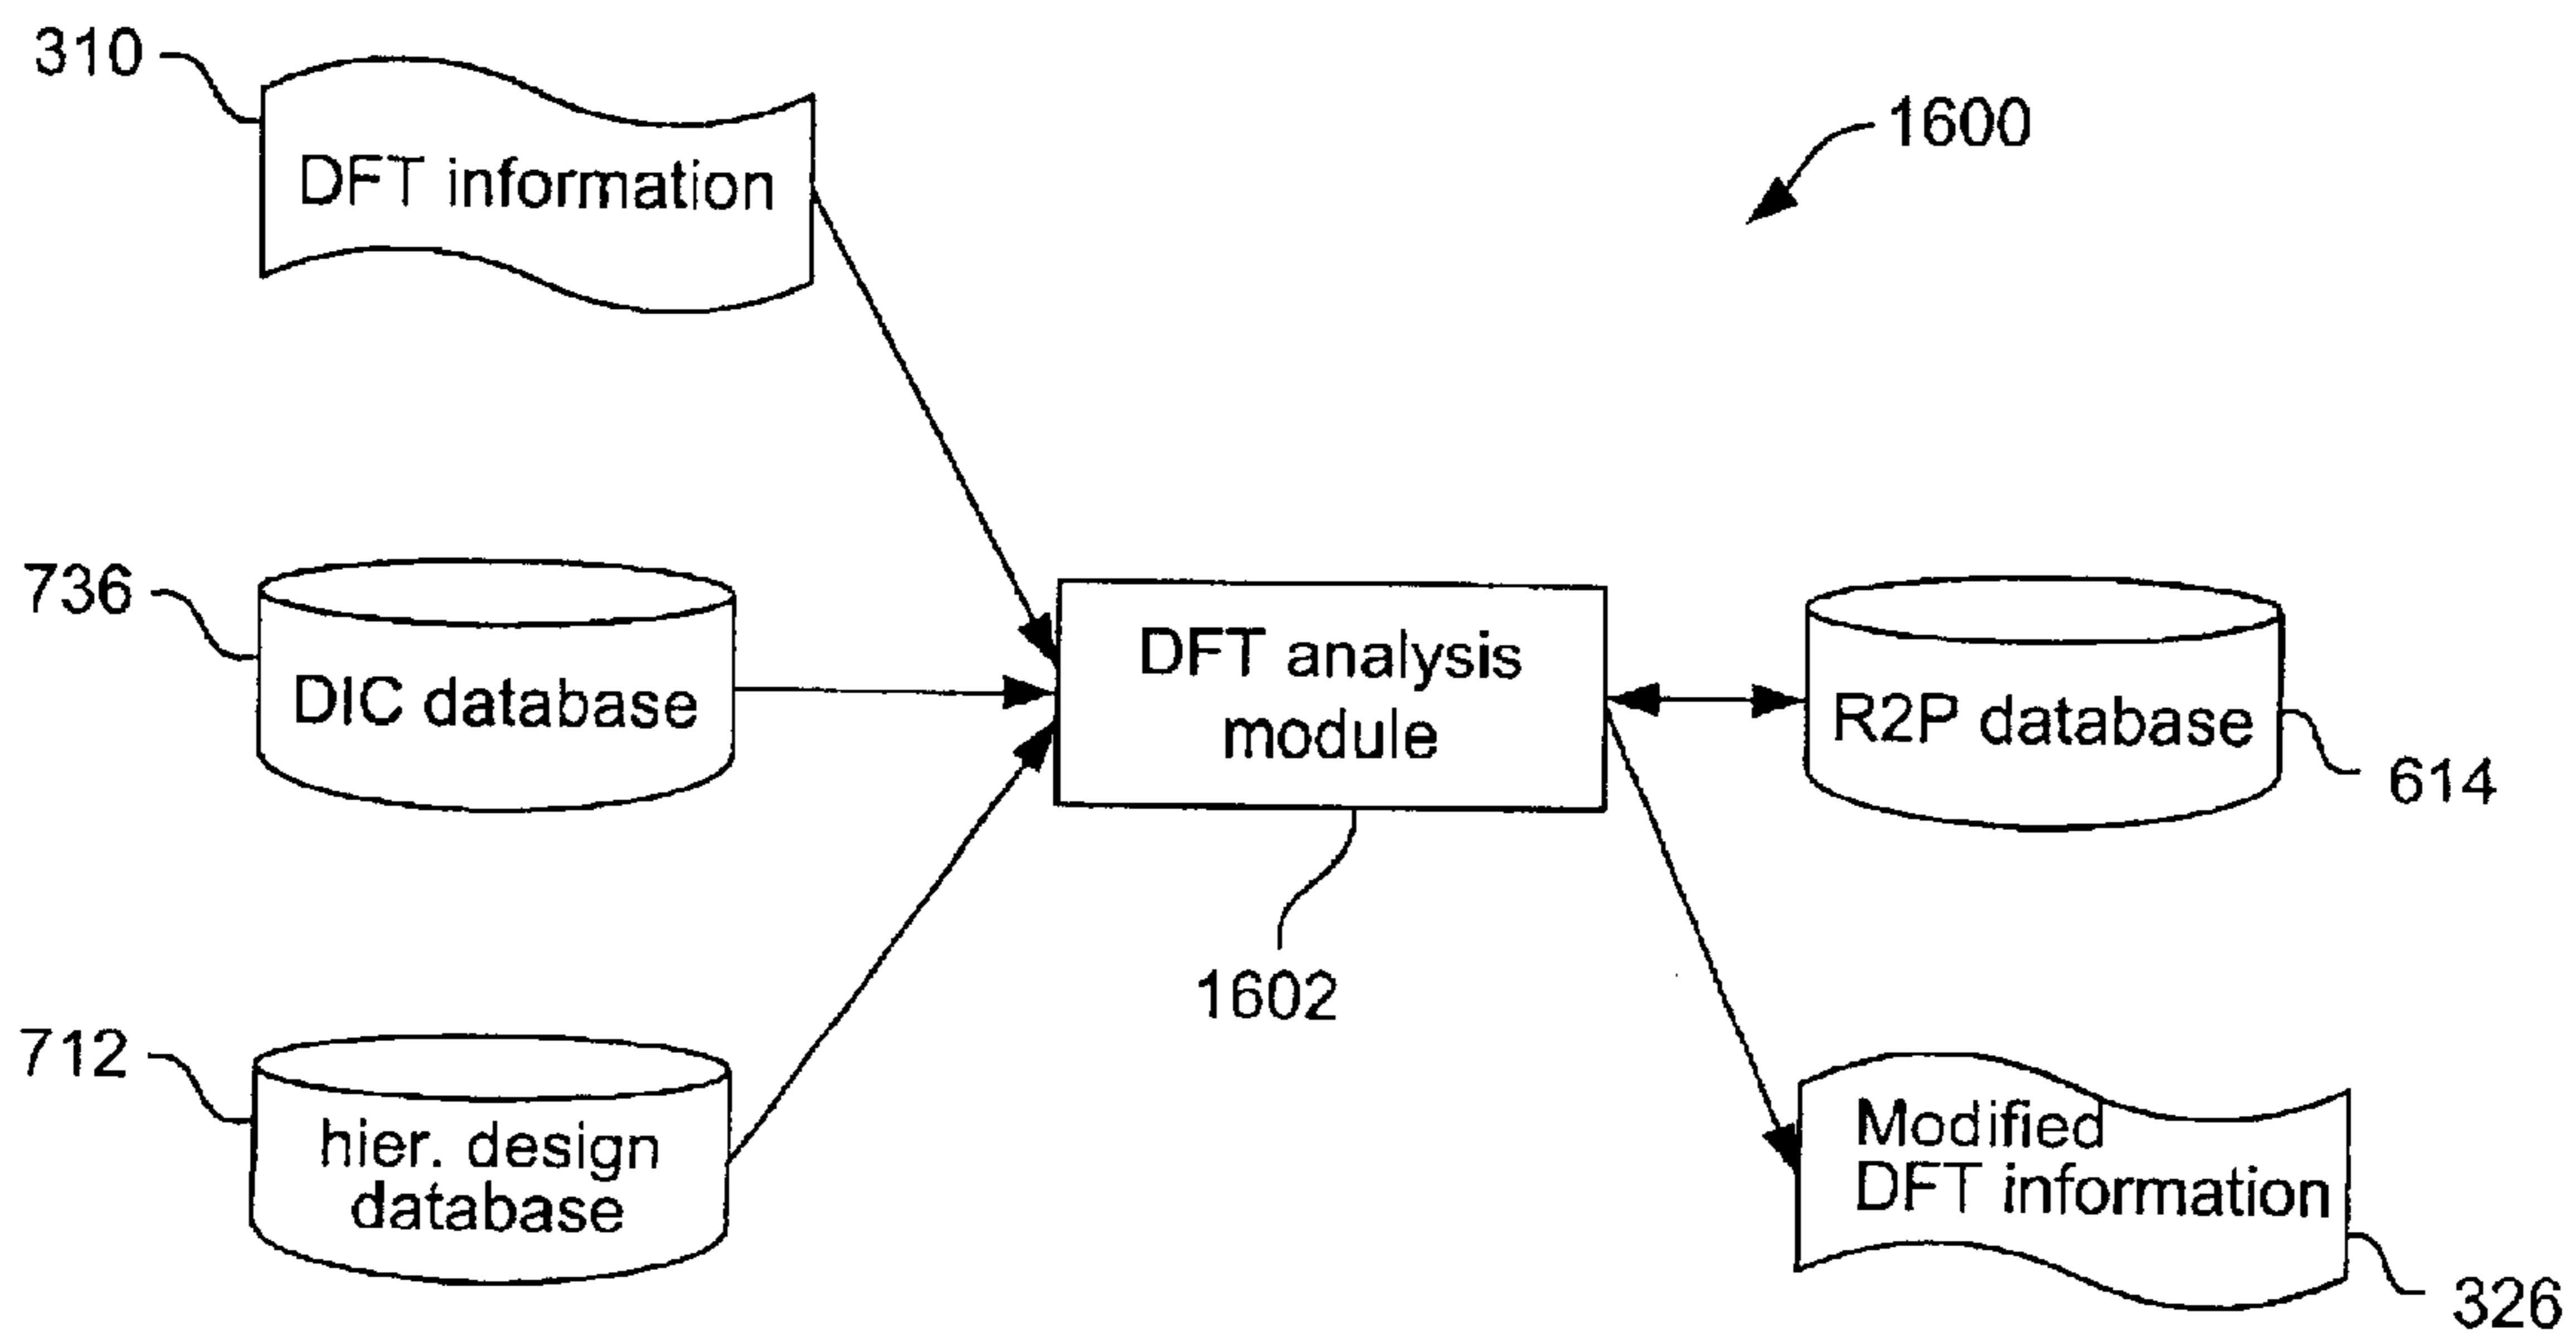 310
DFT information
1600
736
DIC database
DFT analysis
module
R2P database
614
1602
712
hier. design
database
Modified
DFT information
326